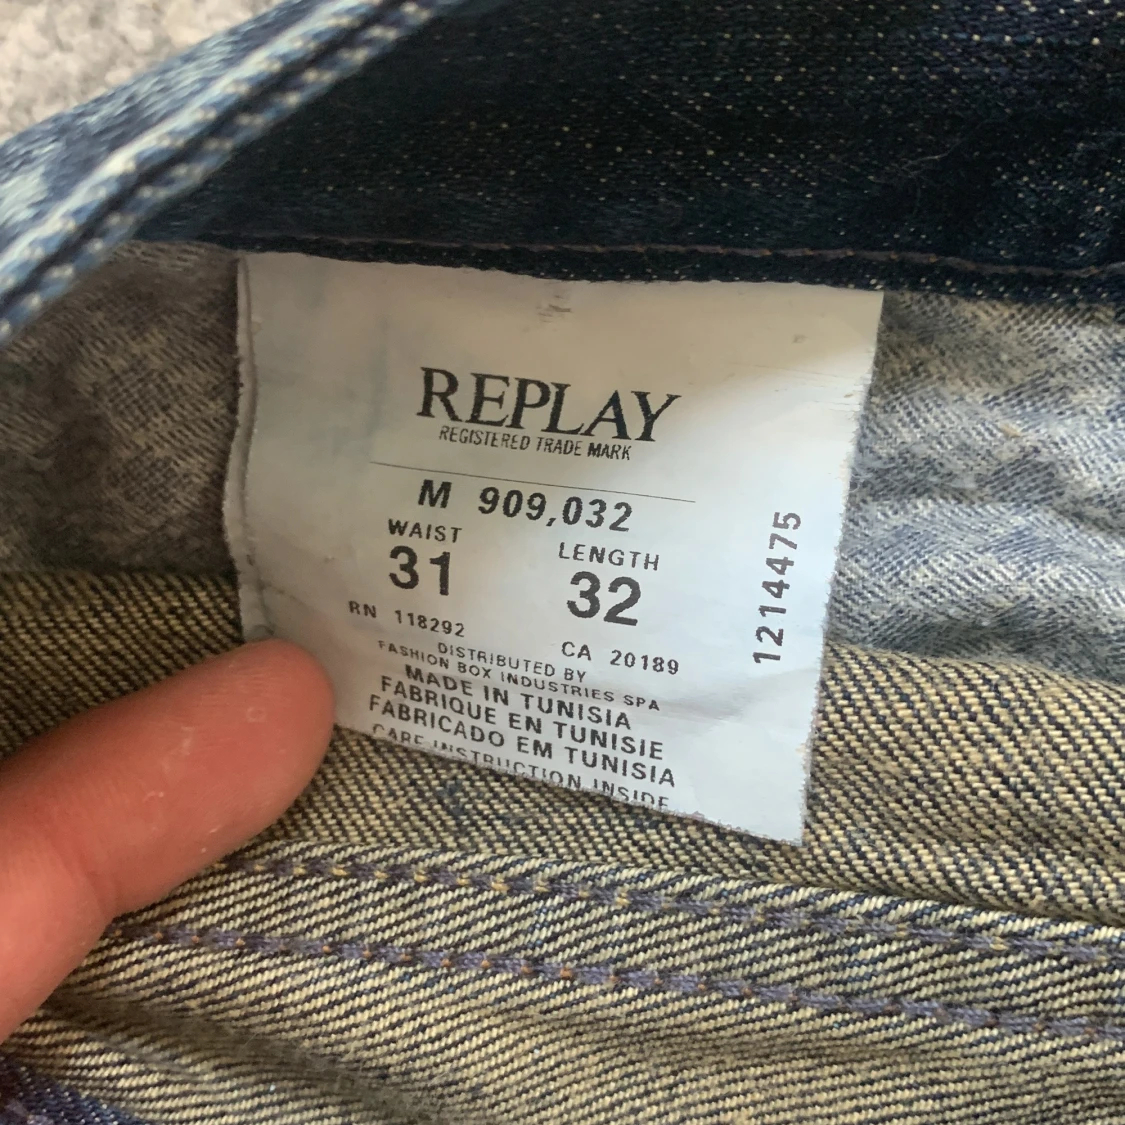 REPLAY
REGISTERED TRADE MARK
M 909,032
WAIST LENGTH
31 32
RN 118292 CA 20189
DISTRIBUTED BY
FASHION BOX INDUSTRIES SPA
MADE IN TUNISIA
FABRIQUE EN TUNISIE
FABRICADO EM TUNISIA
CARE INSTRUCTION INSIDE
1214475